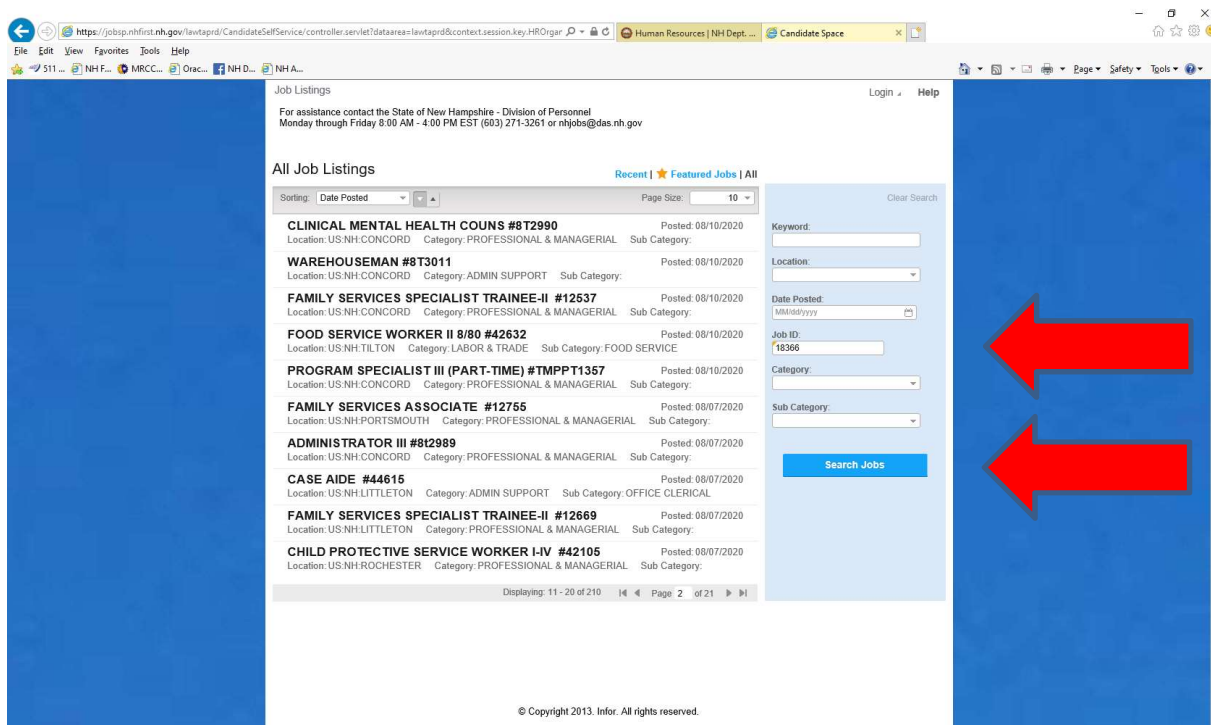 https://jobsp.nhfirst.nh.gov/lawtaprd/CandidateSelfService/controller.servlet?dataarea=lawtaprd&context.session.key.HROrgar
Human Resources | NH Dept. ...
Candidate Space
File Edit View Favorites Tools Help
511 ... NH F... MRCC... Orac... NH D... NH A...
Page Safety Tools
Job Listings
Login Help
For assistance contact the State of New Hampshire - Division of Personnel
Monday through Friday 8:00 AM - 4:00 PM EST (603) 271-3261 or nhjobs@das.nh.gov
All Job Listings
Recent | Featured Jobs | All
Sorting: Date Posted Page Size: 10
CLINICAL MENTAL HEALTH COUNS #8T2990 Posted: 08/10/2020
Location: US:NH:CONCORD Category: PROFESSIONAL & MANAGERIAL Sub Category:
WAREHOUSEMAN #8T3011 Posted: 08/10/2020
Location: US:NH:CONCORD Category: ADMIN SUPPORT Sub Category:
FAMILY SERVICES SPECIALIST TRAINEE-II #12537 Posted: 08/10/2020
Location: US:NH:CONCORD Category: PROFESSIONAL & MANAGERIAL Sub Category:
FOOD SERVICE WORKER II 8/80 #42632 Posted: 08/10/2020
Location: US:NH:TILTON Category: LABOR & TRADE Sub Category: FOOD SERVICE
PROGRAM SPECIALIST III (PART-TIME) #TMPPT1357 Posted: 08/10/2020
Location: US:NH:CONCORD Category: PROFESSIONAL & MANAGERIAL Sub Category:
FAMILY SERVICES ASSOCIATE #12755 Posted: 08/07/2020
Location: US:NH:PORTSMOUTH Category: PROFESSIONAL & MANAGERIAL Sub Category:
ADMINISTRATOR III #8t2989 Posted: 08/07/2020
Location: US:NH:CONCORD Category: PROFESSIONAL & MANAGERIAL Sub Category:
CASE AIDE #44615 Posted: 08/07/2020
Location: US:NH:LITTLETON Category: ADMIN SUPPORT Sub Category: OFFICE CLERICAL
FAMILY SERVICES SPECIALIST TRAINEE-II #12669 Posted: 08/07/2020
Location: US:NH:LITTLETON Category: PROFESSIONAL & MANAGERIAL Sub Category:
CHILD PROTECTIVE SERVICE WORKER I-IV #42105 Posted: 08/07/2020
Location: US:NH:ROCHESTER Category: PROFESSIONAL & MANAGERIAL Sub Category:
Displaying: 11 - 20 of 210 Page 2 of 21
Clear Search
Keyword:
Location:
Date Posted:
MM/dd/yyyy
Job ID:
18366
Category:
Sub Category:
Search Jobs
© Copyright 2013. Infor. All rights reserved.